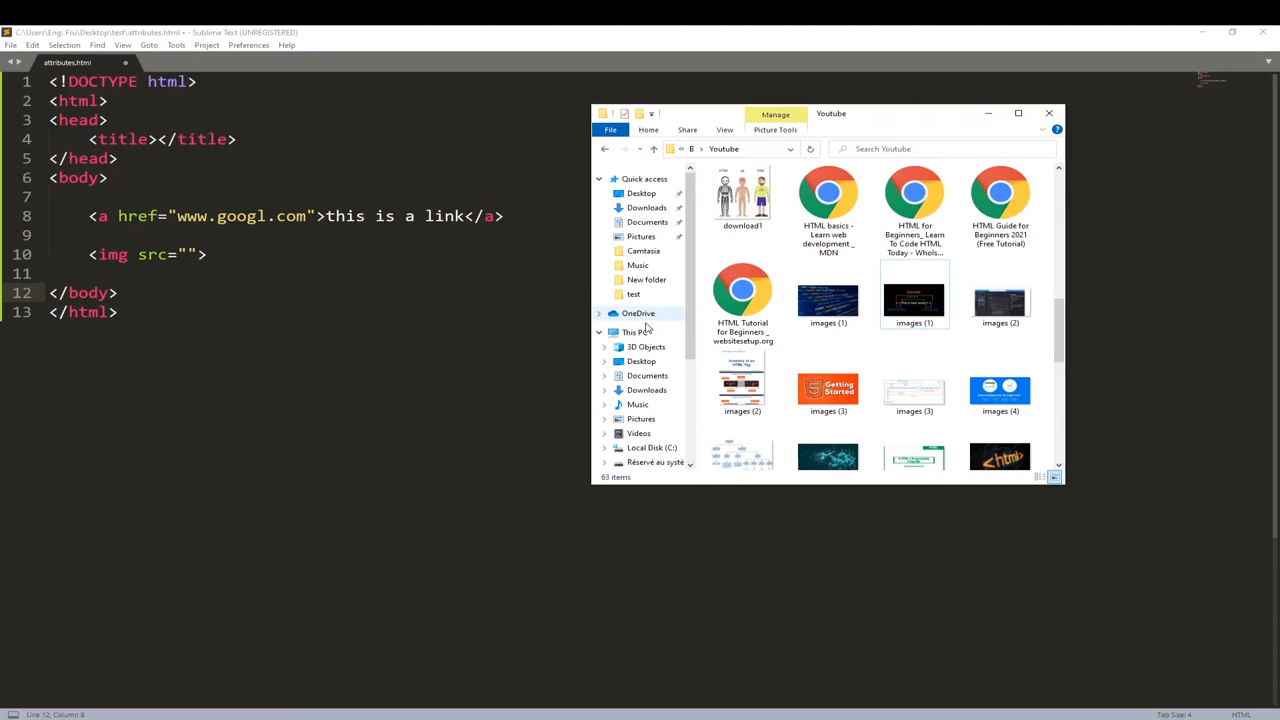 C:\Users\Eng. Fru\Desktop\test\attributes.html • - Sublime Text (UNREGISTERED)
File Edit Selection Find View Goto Tools Project Preferences Help
attributes.html
1 <!DOCTYPE html>
2 <html>
3 <head>
4 <title></title>
5 </head>
6 <body>
7
8 <a href="www.googl.com">this is a link</a>
9
10 <img src="">
11
12 </body>
13 </html>
Manage Youtube
File Home Share View Picture Tools
« B > Youtube
Search Youtube
Quick access
Desktop
Downloads
Documents
Pictures
Camtasia
Music
New folder
test
OneDrive
This P
3D Objects
Desktop
Documents
Downloads
Music
Pictures
Videos
Local Disk (C:)
Réservé au systè
download1
HTML basics -
Learn web
development _
MDN
HTML for
Beginners_ Learn
To Code HTML
Today - WhoIs...
HTML Guide for
Beginners 2021
(Free Tutorial)
HTML Tutorial
for Beginners _
websitesetup.org
images (1)
images (1)
images (2)
images (2)
Getting
Started
images (3)
images (3)
images (4)
<html>
63 items
Line 12, Column 8
Tab Size: 4
HTML